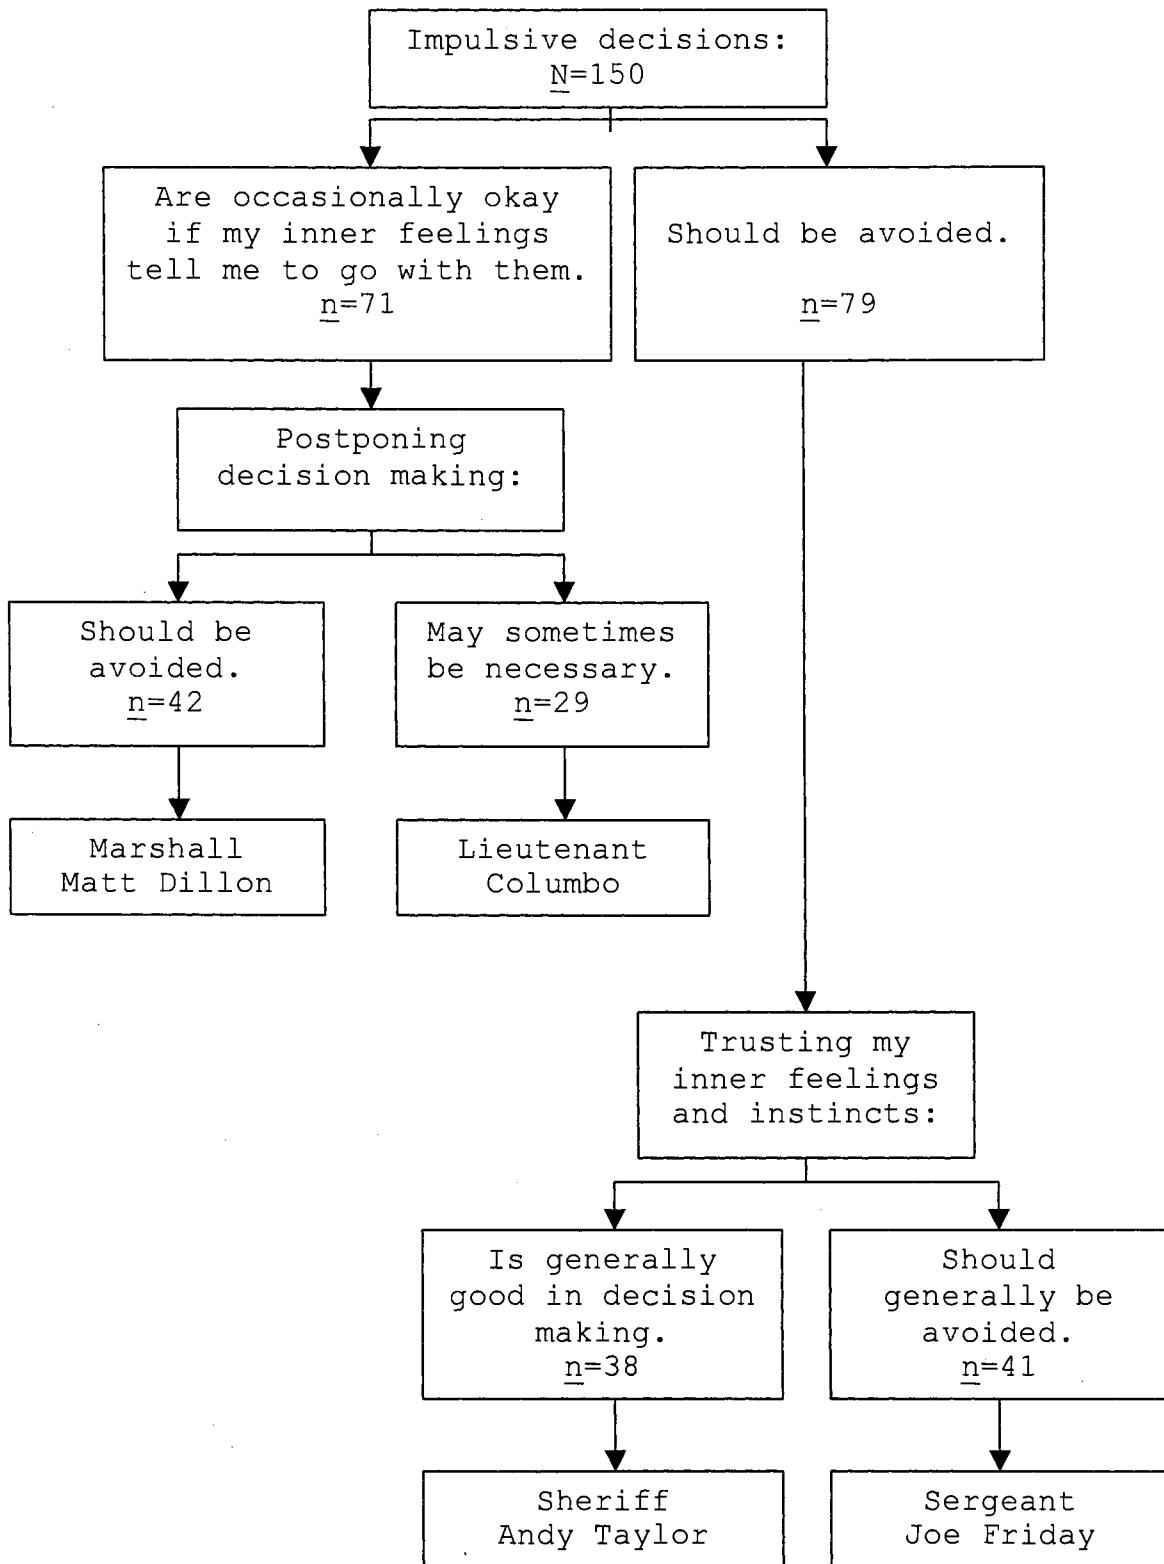 Impulsive decisions:
N=150
Are occasionally okay
if my inner feelings
tell me to go with them.
n=71
Should be avoided.
n=79
Postponing
decision making:
Should be
avoided.
n=42
May sometimes
be necessary.
n=29
Marshall
Matt Dillon
Lieutenant
Columbo
Trusting my
inner feelings
and instincts:
Is generally
good in decision
making.
n=38
Should
generally be
avoided.
n=41
Sheriff
Andy Taylor
Sergeant
Joe Friday